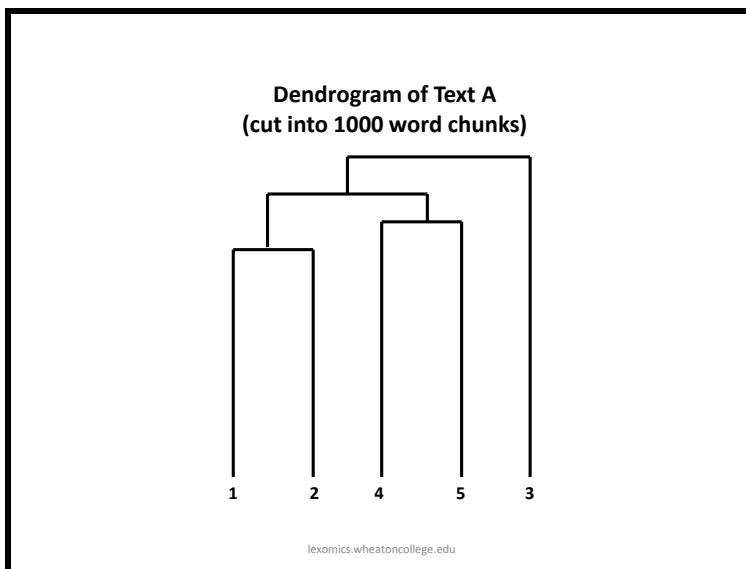 Dendrogram of Text A
(cut into 1000 word chunks)
1 2 4 5 3
lexomics.wheatoncollege.edu